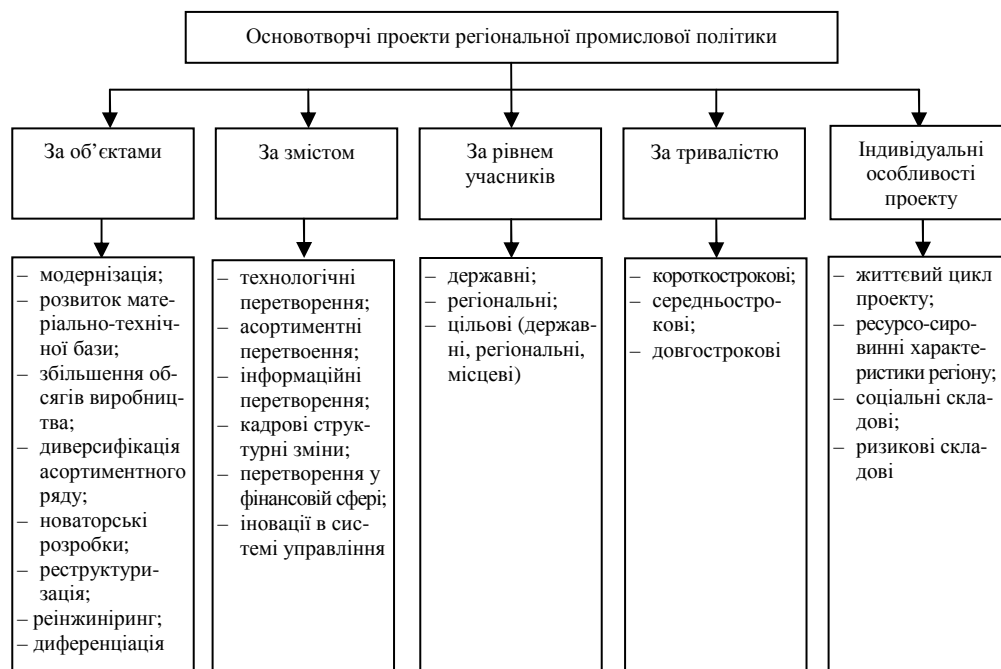 Основотворчі проекти регіональної промислової політики
За об’єктами
За змістом
За рівнем
учасників
За тривалістю
Індивідуальні
особливості
проекту
– модернізація;
– розвиток мате-
ріально-техніч-
ної бази;
– збільшення об-
сягів виробниц-
тва;
– диверсифікація
асортиментного
ряду;
– новаторські
розробки;
– реструктури-
зація;
– реінжиніринг;
– диференціація
– технологічні
перетворення;
– асортиментні
перетвоення;
– інформаційні
перетворення;
– кадрові струк-
турні зміни;
– перетворення у
фінансовій сфері;
– іновації в сис-
темі управління
– державні;
– регіональні;
– цільові (держав-
ні, регіональні,
місцеві)
– короткострокові;
– середньостро-
кові;
– довгострокові
– життєвий цикл
проекту;
– ресурсо-сиро-
винні характе-
ристики регіону;
– соціальні скла-
дові;
– ризикові скла-
дові